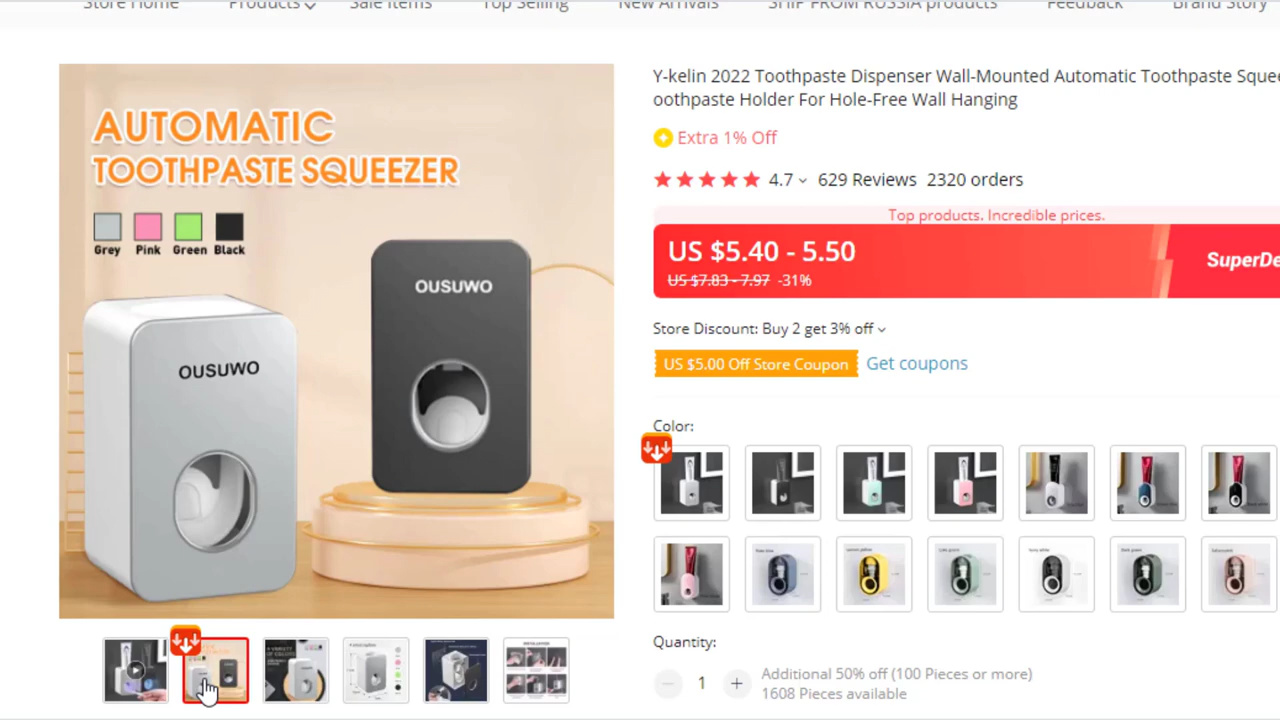 Store Home
Products
Sale Items
Top Selling
New Arrivals
SHIP FROM RUSSIA products
Feedback
Brand Story
AUTOMATIC
TOOTHPASTE SQUEEZER
Grey Pink Green Black
OUSUWO
OUSUWO
Y-kelin 2022 Toothpaste Dispenser Wall-Mounted Automatic Toothpaste Squee
oothpaste Holder For Hole-Free Wall Hanging
Extra 1% Off
4.7 629 Reviews 2320 orders
Top products. Incredible prices.
US $5.40 - 5.50
US $7.83 - 7.97 -31%
SuperDe
Store Discount: Buy 2 get 3% off
US $5.00 Off Store Coupon Get coupons
Color:
Quantity:
1
Additional 50% off (100 Pieces or more)
1608 Pieces available